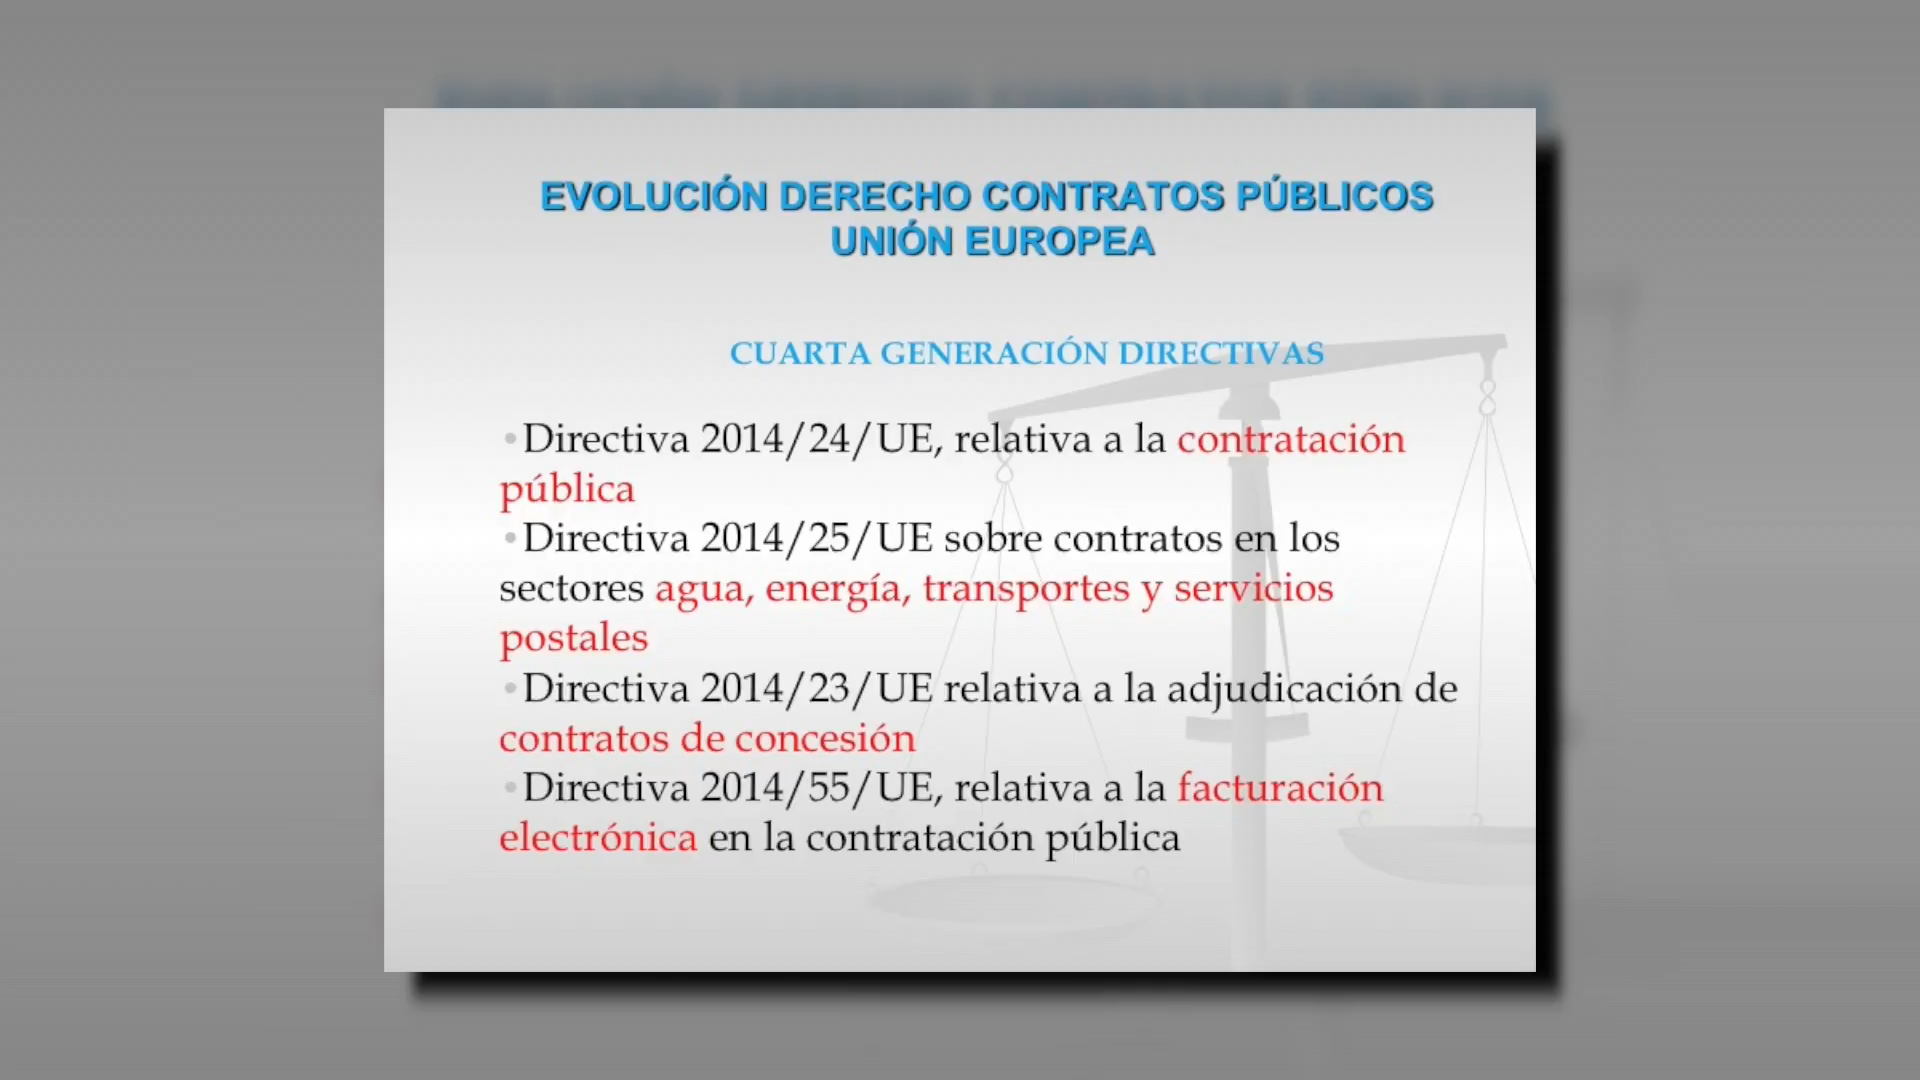 EVOLUCIÓN DERECHO CONTRATOS PÚBLICOS
UNIÓN EUROPEA
CUARTA GENERACIÓN DIRECTIVAS
•Directiva 2014/24/UE, relativa a la contratación
pública
•Directiva 2014/25/UE sobre contratos en los
sectores agua, energía, transportes y servicios
postales
•Directiva 2014/23/UE relativa a la adjudicación de
contratos de concesión
•Directiva 2014/55/UE, relativa a la facturación
electrónica en la contratación pública